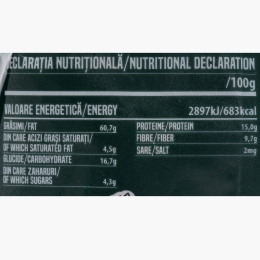 DECLARAȚIA NUTRIȚIONALĂ/NUTRITIONAL DECLARATION
/100g
VALOARE ENERGETICĂ/ENERGY 2897kJ/683kcal
GRĂSIMI/FAT 60,7g
DIN CARE ACIZI GRAȘI SATURAȚI/
OF WHICH SATURATED FAT 4,5g
GLUCIDE/CARBOHYDRATE 16,7g
DIN CARE ZAHARURI/
OF WHICH SUGARS 4,3g
PROTEINE/PROTEIN 15,0g
FIBRE/FIBER 9,7g
SARE/SALT 2mg